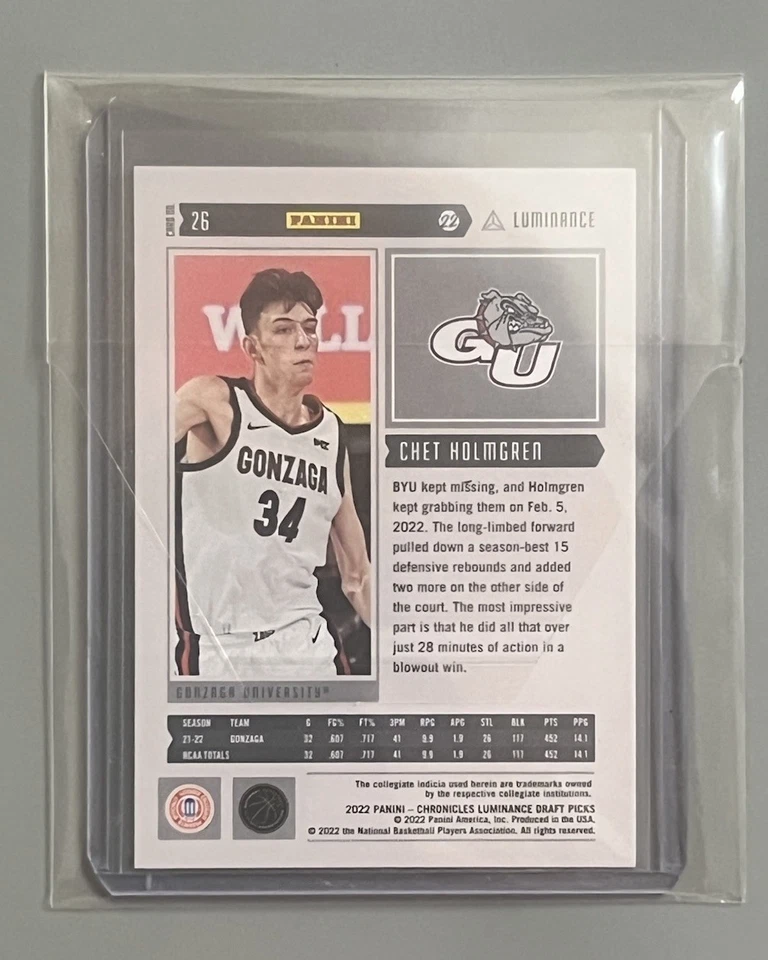 CARD NO.
26
PANINI
22
LUMINANCE
GU
GONZAGA
34
CHET HOLMGREN
BYU kept missing, and Holmgren
kept grabbing them on Feb. 5,
2022. The long-limbed forward
pulled down a season-best 15
defensive rebounds and added
two more on the other side of
the court. The most impressive
part is that he did all that over
just 28 minutes of action in a
blowout win.
GONZAGA UNIVERSITY®
SEASON TEAM G FG% FT% 3PM RPG APG STL BLK PTS PPG
21-22 GONZAGA 32 .607 .717 41 9.9 1.9 26 117 452 14.1
NCAA TOTALS 32 .607 .717 41 9.9 1.9 26 117 452 14.1
The collegiate indicia used herein are trademarks owned
by the respective collegiate institutions.
2022 PANINI – CHRONICLES LUMINANCE DRAFT PICKS
© 2022 Panini America, Inc. Produced in the USA.
© 2022 the National Basketball Players Association. All rights reserved.